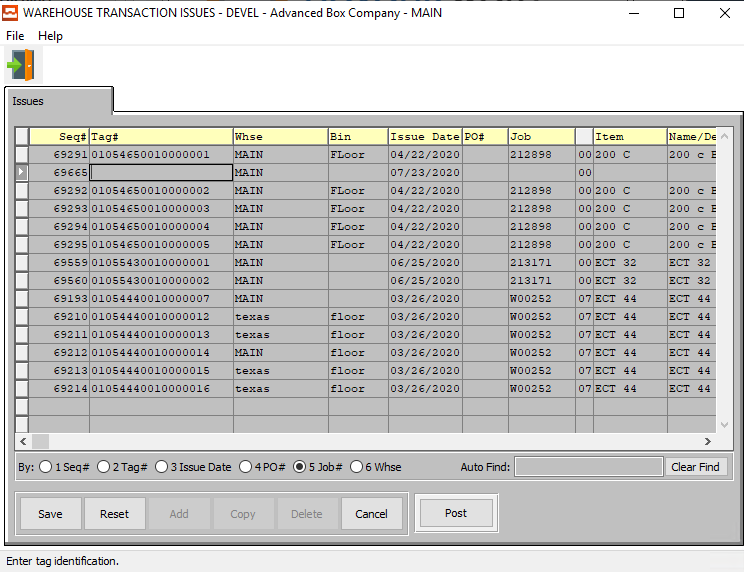 WAREHOUSE TRANSACTION ISSUES - DEVEL - Advanced Box Company - MAIN
File Help
Issues
Seq# Tag# Whse Bin Issue Date PO# Job Item Name/De
69291 01054650010000001 MAIN FLoor 04/22/2020 212898 00 200 C 200 c B
69665 MAIN 07/23/2020 00
69292 01054650010000002 MAIN FLoor 04/22/2020 212898 00 200 C 200 c B
69293 01054650010000003 MAIN FLoor 04/22/2020 212898 00 200 C 200 c B
69294 01054650010000004 MAIN FLoor 04/22/2020 212898 00 200 C 200 c B
69295 01054650010000005 MAIN FLoor 04/22/2020 212898 00 200 C 200 c B
69559 01055430010000001 MAIN 06/25/2020 213171 00 ECT 32 ECT 32
69560 01055430010000002 MAIN 06/25/2020 213171 00 ECT 32 ECT 32
69193 01054440010000007 MAIN 03/26/2020 W00252 07 ECT 44 ECT 44
69210 01054440010000012 texas floor 03/26/2020 W00252 07 ECT 44 ECT 44
69211 01054440010000013 texas floor 03/26/2020 W00252 07 ECT 44 ECT 44
69212 01054440010000014 MAIN floor 03/26/2020 W00252 07 ECT 44 ECT 44
69213 01054440010000015 texas floor 03/26/2020 W00252 07 ECT 44 ECT 44
69214 01054440010000016 texas floor 03/26/2020 W00252 07 ECT 44 ECT 44
By: 1 Seq# 2 Tag# 3 Issue Date 4 PO# 5 Job# 6 Whse Auto Find: Clear Find
Save Reset Add Copy Delete Cancel Post
Enter tag identification.